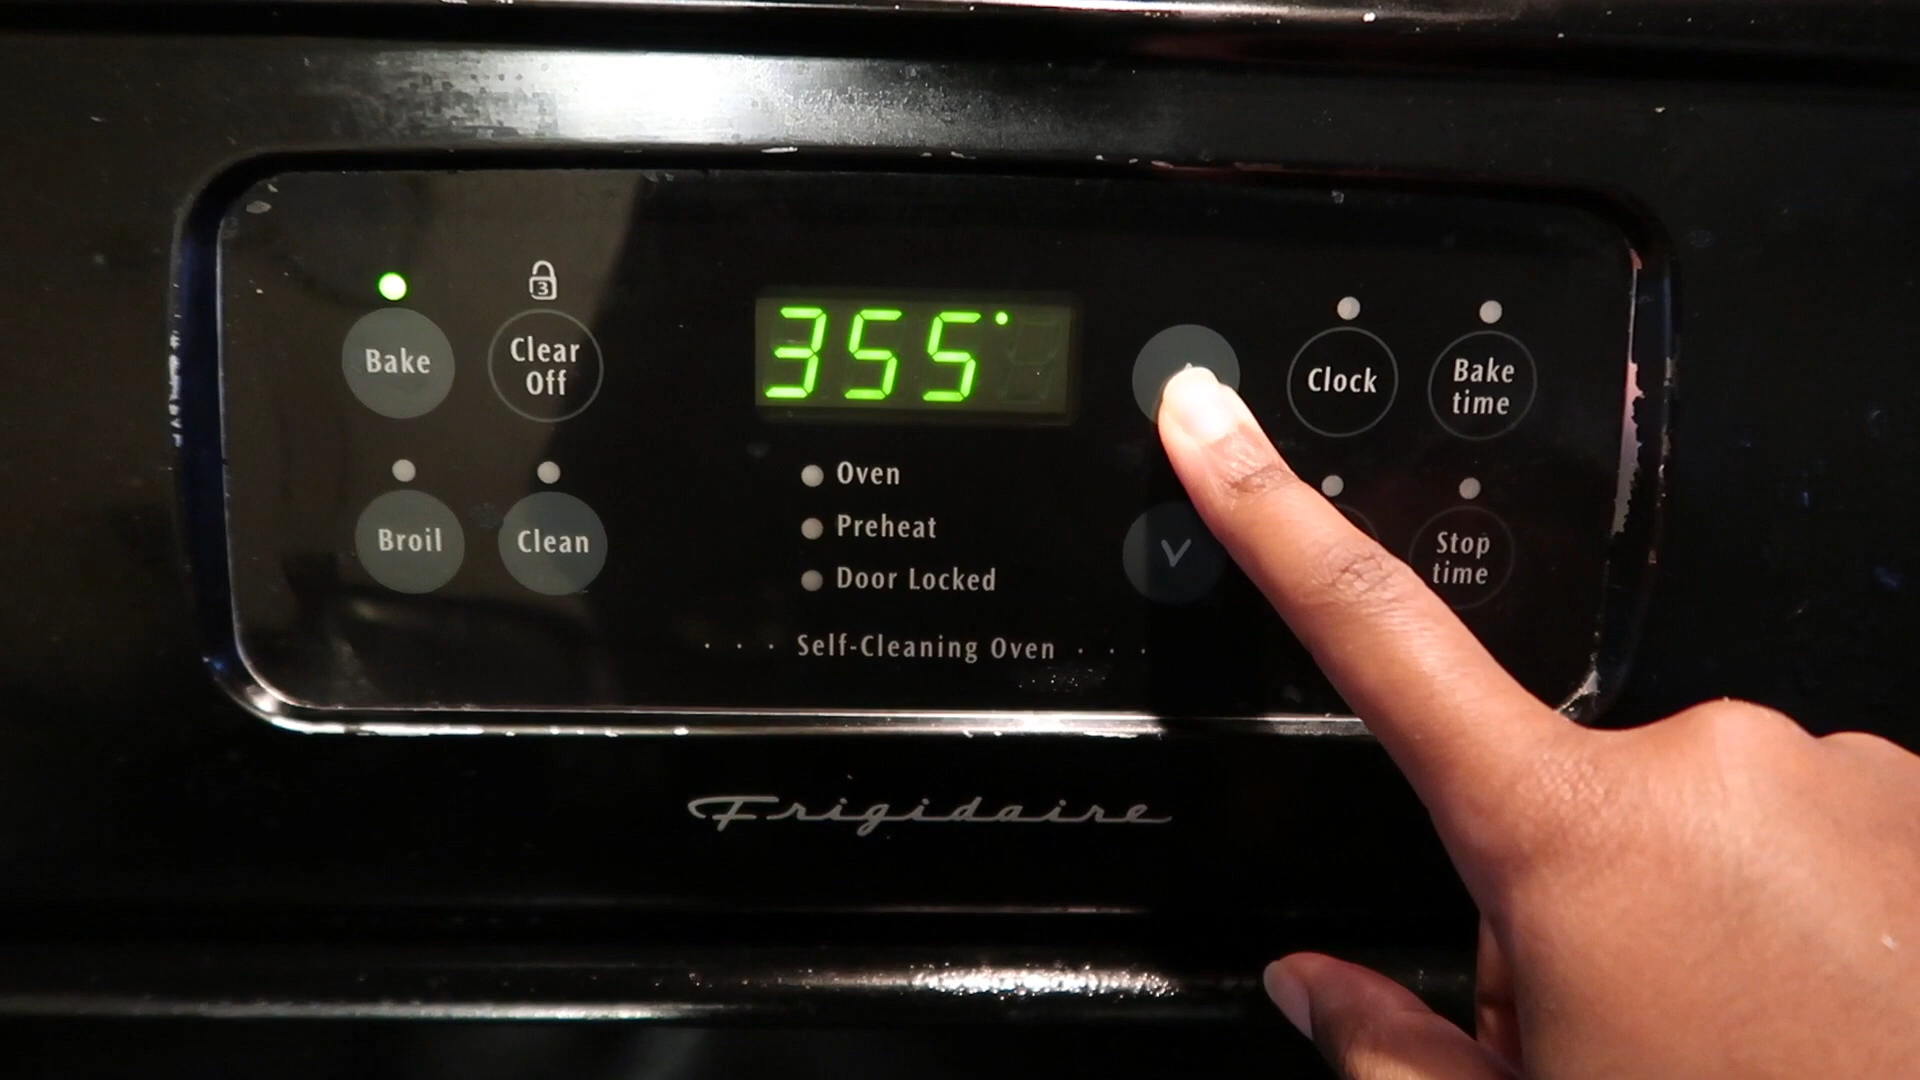 3
Bake
Clear
Off
355°
Clock
Bake
time
Broil
Clean
Oven
Preheat
Door Locked
Stop
time
· · · Self-Cleaning Oven · · ·
Frigidaire